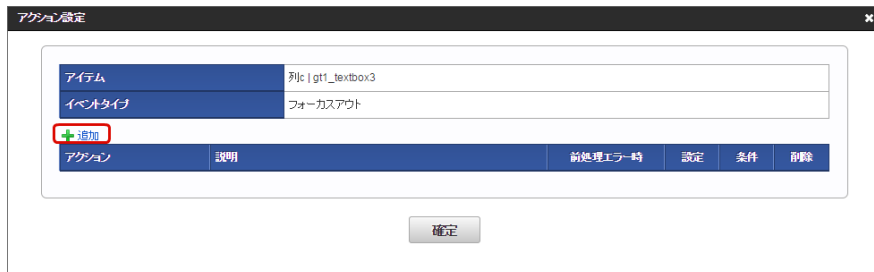 アクション設定
アイテム 列c | gt1_textbox3
イベントタイプ フォーカスアウト
追加
アクション 説明 前処理エラー時 設定 条件 削除
確定